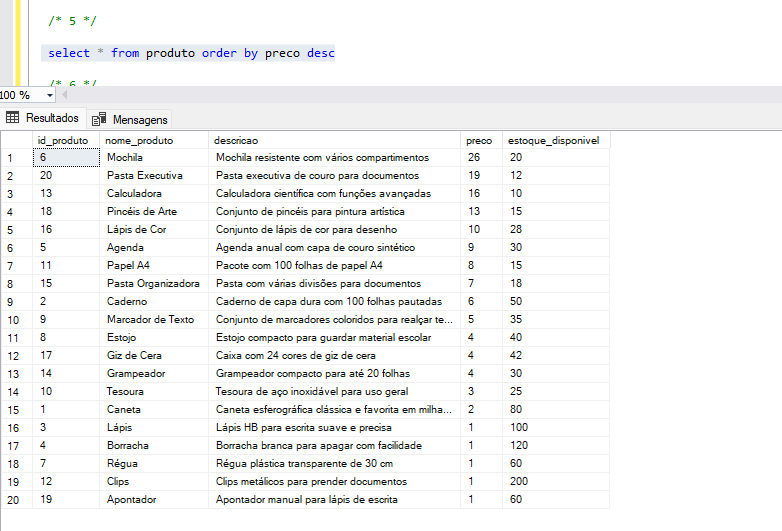 /* 5 */
select * from produto order by preco desc
/* 6 */
100 %
Resultados Mensagens
id_produto nome_produto descricao preco estoque_disponivel
1 6 Mochila Mochila resistente com vários compartimentos 26 20
2 20 Pasta Executiva Pasta executiva de couro para documentos 19 12
3 13 Calculadora Calculadora científica com funções avançadas 16 10
4 18 Pincéis de Arte Conjunto de pincéis para pintura artística 13 15
5 16 Lápis de Cor Conjunto de lápis de cor para desenho 10 28
6 5 Agenda Agenda anual com capa de couro sintético 9 30
7 11 Papel A4 Pacote com 100 folhas de papel A4 8 15
8 15 Pasta Organizadora Pasta com várias divisões para documentos 7 18
9 2 Caderno Caderno de capa dura com 100 folhas pautadas 6 50
10 9 Marcador de Texto Conjunto de marcadores coloridos para realçar te... 5 35
11 8 Estojo Estojo compacto para guardar material escolar 4 40
12 17 Giz de Cera Caixa com 24 cores de giz de cera 4 42
13 14 Grampeador Grampeador compacto para até 20 folhas 4 30
14 10 Tesoura Tesoura de aço inoxidável para uso geral 3 25
15 1 Caneta Caneta esferográfica clássica e favorita em milha... 2 80
16 3 Lápis Lápis HB para escrita suave e precisa 1 100
17 4 Borracha Borracha branca para apagar com facilidade 1 120
18 7 Régua Régua plástica transparente de 30 cm 1 60
19 12 Clips Clips metálicos para prender documentos 1 200
20 19 Apontador Apontador manual para lápis de escrita 1 60